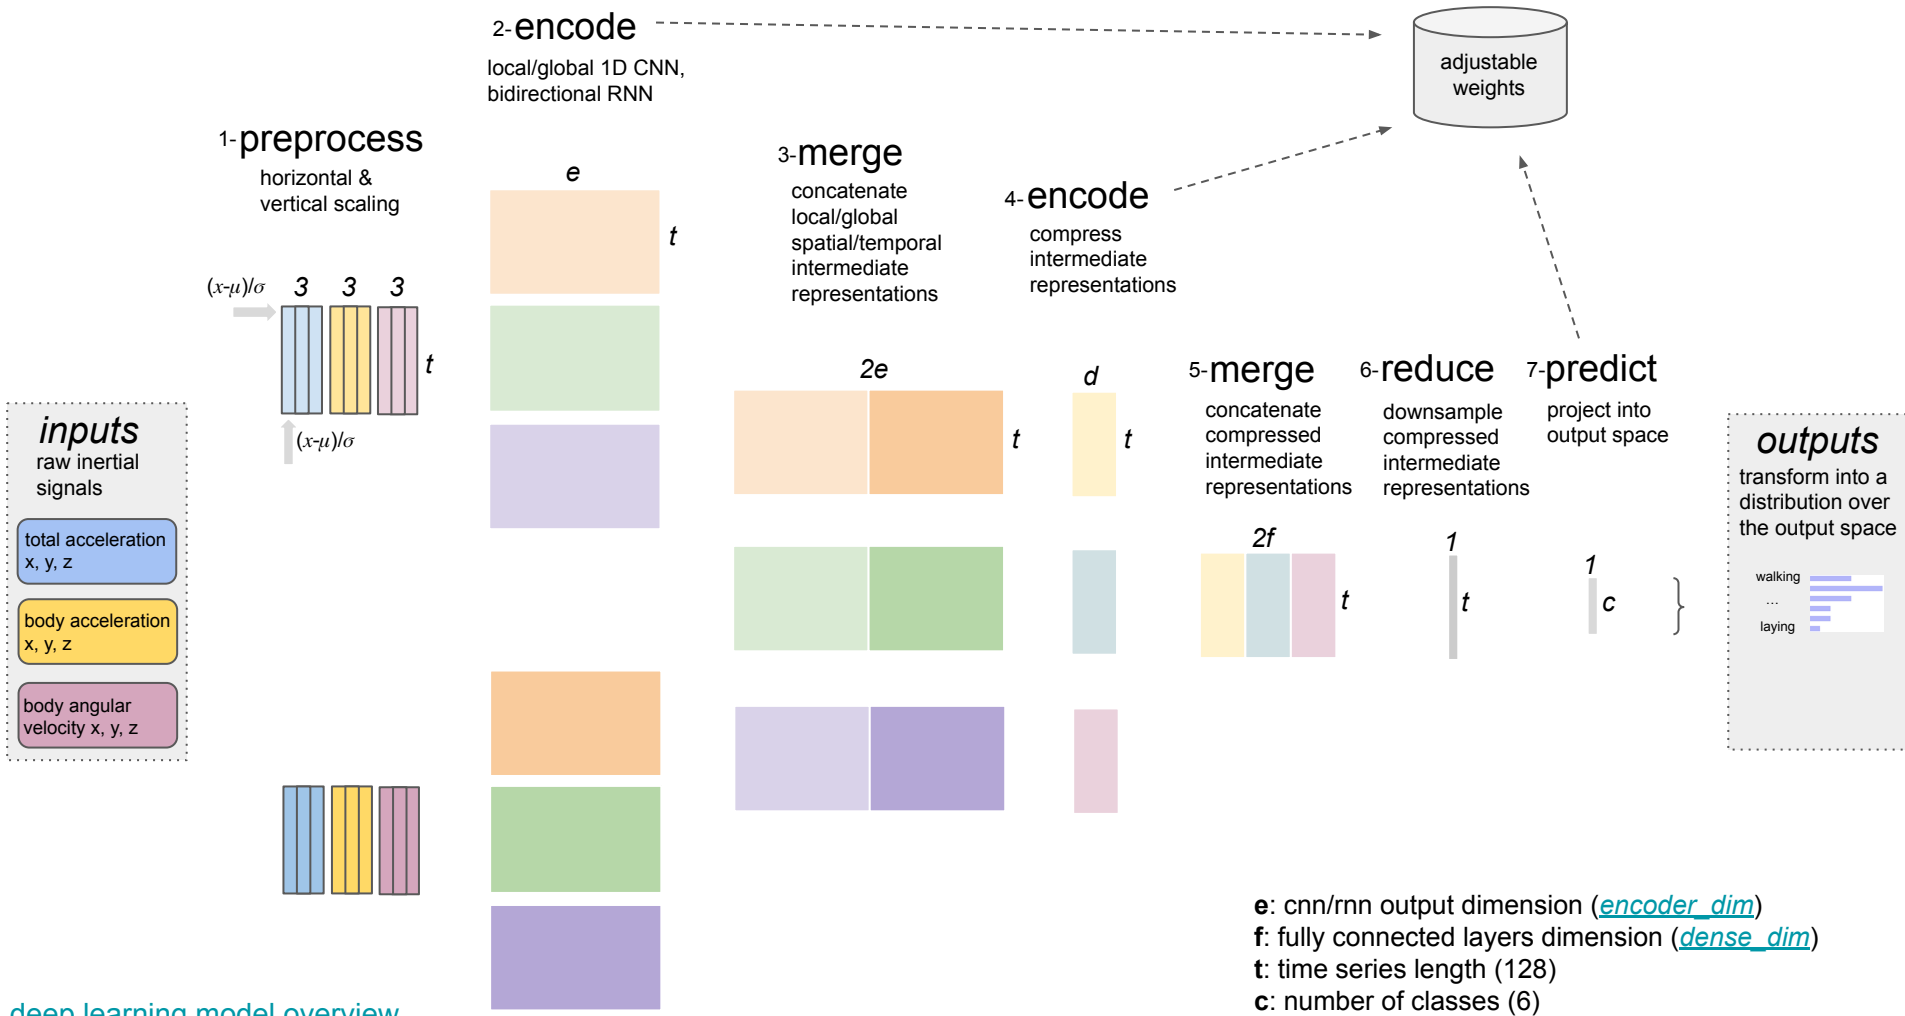 2-encode
local/global 1D CNN,
bidirectional RNN
adjustable
weights
1-preprocess
horizontal &
vertical scaling
3-merge
concatenate
local/global
spatial/temporal
intermediate
representations
4-encode
compress
intermediate
representations
e
t
(x-μ)/σ
3 3 3
t
(x-μ)/σ
inputs
raw inertial
signals
total acceleration
x, y, z
body acceleration
x, y, z
body angular
velocity x, y, z
2e
t
d
t
5-merge
concatenate
compressed
intermediate
representations
6-reduce
downsample
compressed
intermediate
representations
7-predict
project into
output space
2f
t
1
t
1
c
outputs
transform into a
distribution over
the output space
walking
...
laying
e: cnn/rnn output dimension (encoder_dim)
f: fully connected layers dimension (dense_dim)
t: time series length (128)
c: number of classes (6)
deep learning model overview